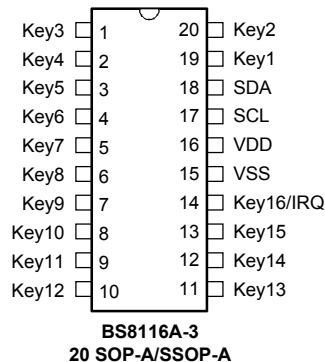 Key3 1 20 Key2
Key4 2 19 Key1
Key5 3 18 SDA
Key6 4 17 SCL
Key7 5 16 VDD
Key8 6 15 VSS
Key9 7 14 Key16/IRQ
Key10 8 13 Key15
Key11 9 12 Key14
Key12 10 11 Key13
BS8116A-3
20 SOP-A/SSOP-A